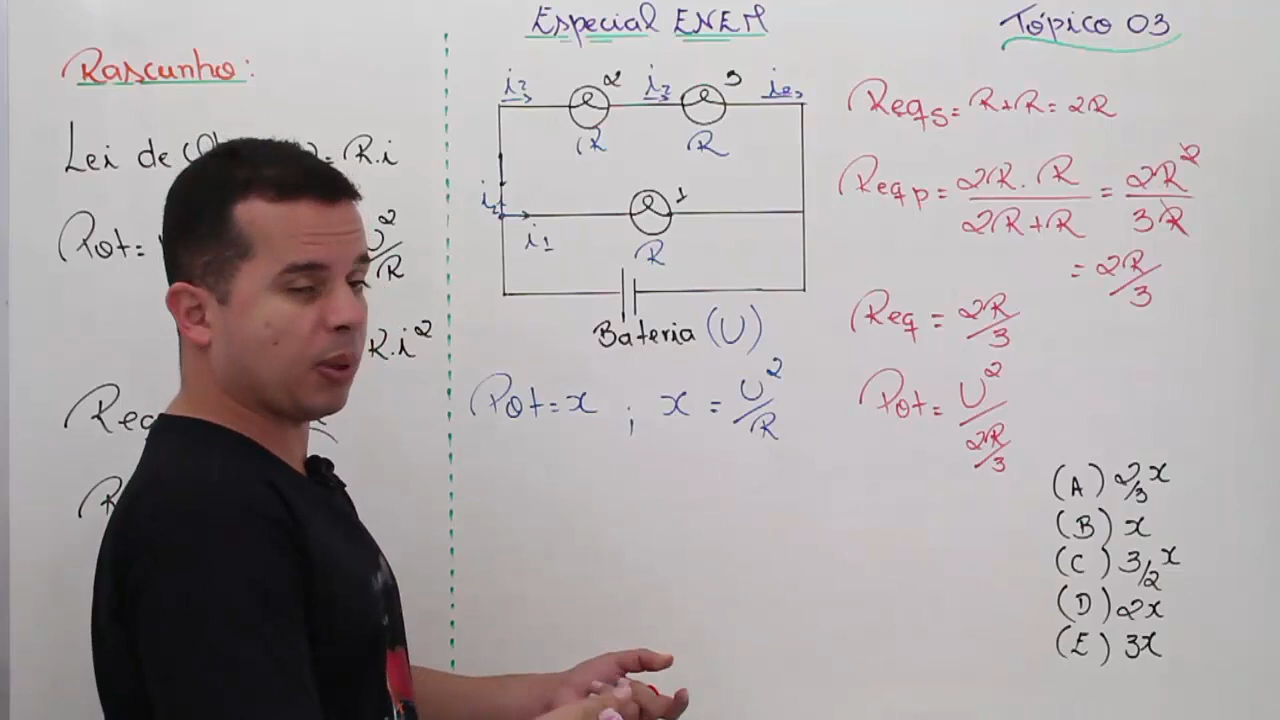 Especial ENEM
Tópico 03
Rascunho:
Lei de
= R.i
Pot=
U²/R
R.i²
Req
R
i₂
2
i₂
3
i₂
R
R
1
i₁
R
Bateria (U)
Pot = x ; x = U²/R
Reqs = R+R = 2R
Reqp = 2R.R/2R+R = 2R²/3R
= 2R/3
Req = 2R/3
Pot = U²/2R/3
(A) 2/3 x
(B) x
(C) 3/2 x
(D) 2x
(E) 3x